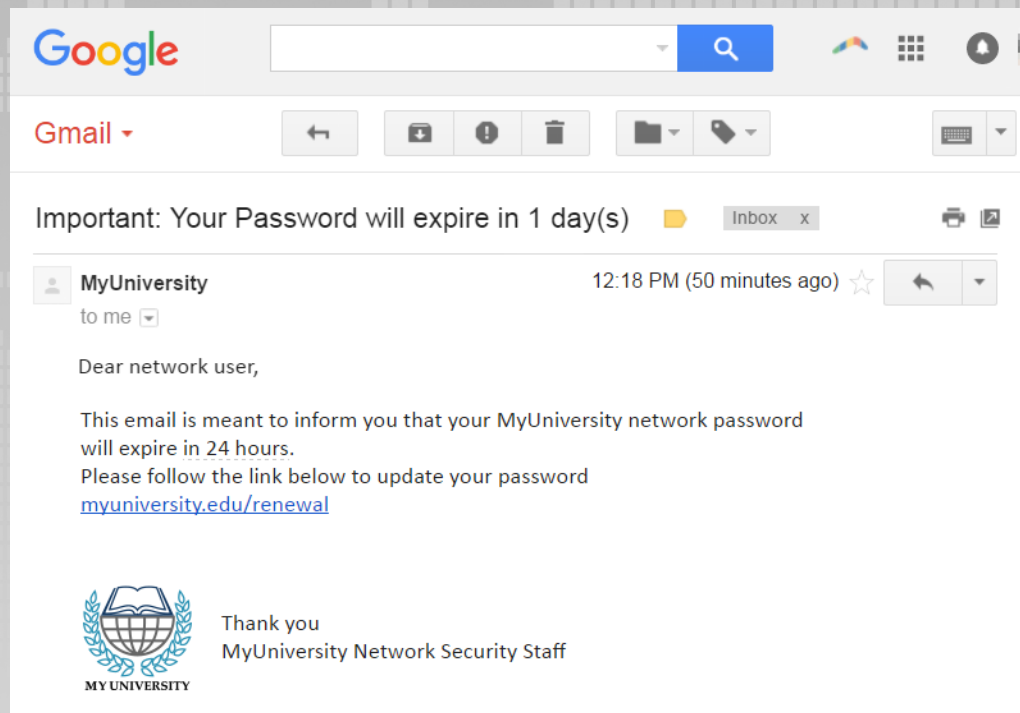 Google
Gmail
Important: Your Password will expire in 1 day(s)
Inbox x
MyUniversity
12:18 PM (50 minutes ago)
to me
Dear network user,
This email is meant to inform you that your MyUniversity network password
will expire in 24 hours.
Please follow the link below to update your password
myuniversity.edu/renewal
Thank you
MyUniversity Network Security Staff
MY UNIVERSITY